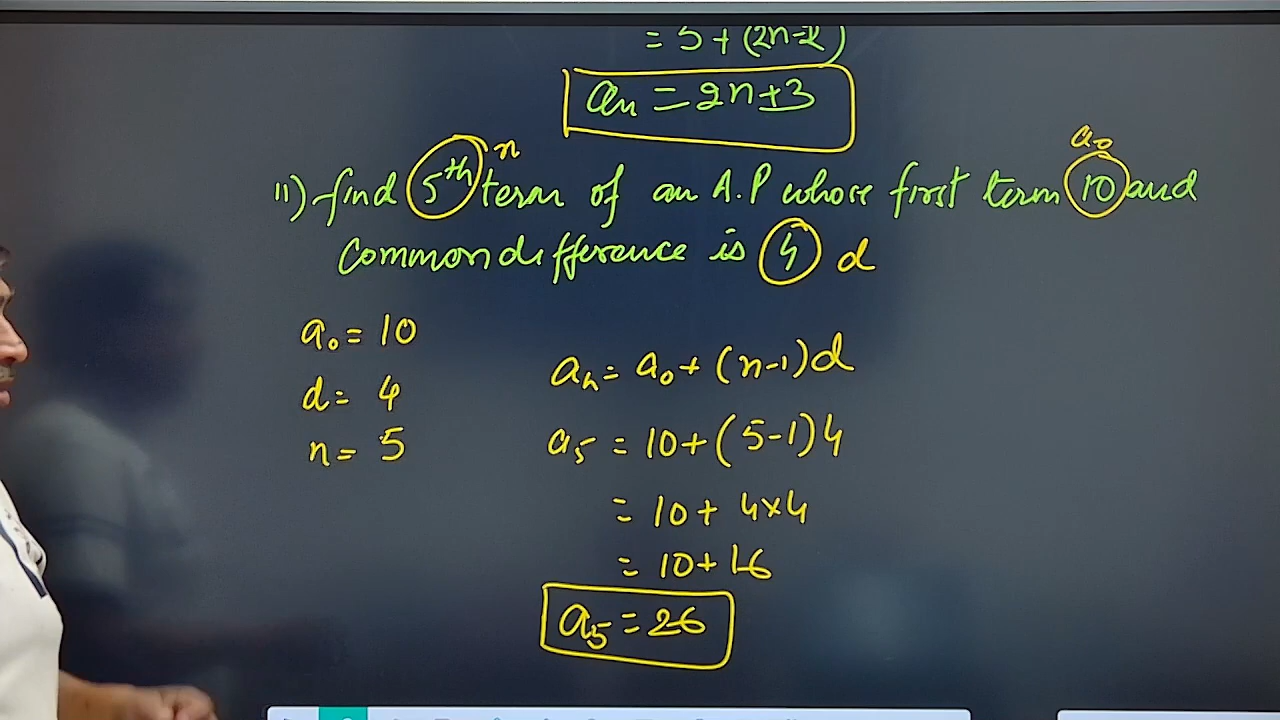 = 5 + (2n-2)
an = 2n+3
11) find 5th term of an A.P whose first term 10 and
n
a0
common difference is 4 d
a0 = 10
d = 4
n = 5
an = a0 + (n-1)d
a5 = 10+(5-1)4
= 10+ 4×4
= 10+16
a5 = 26